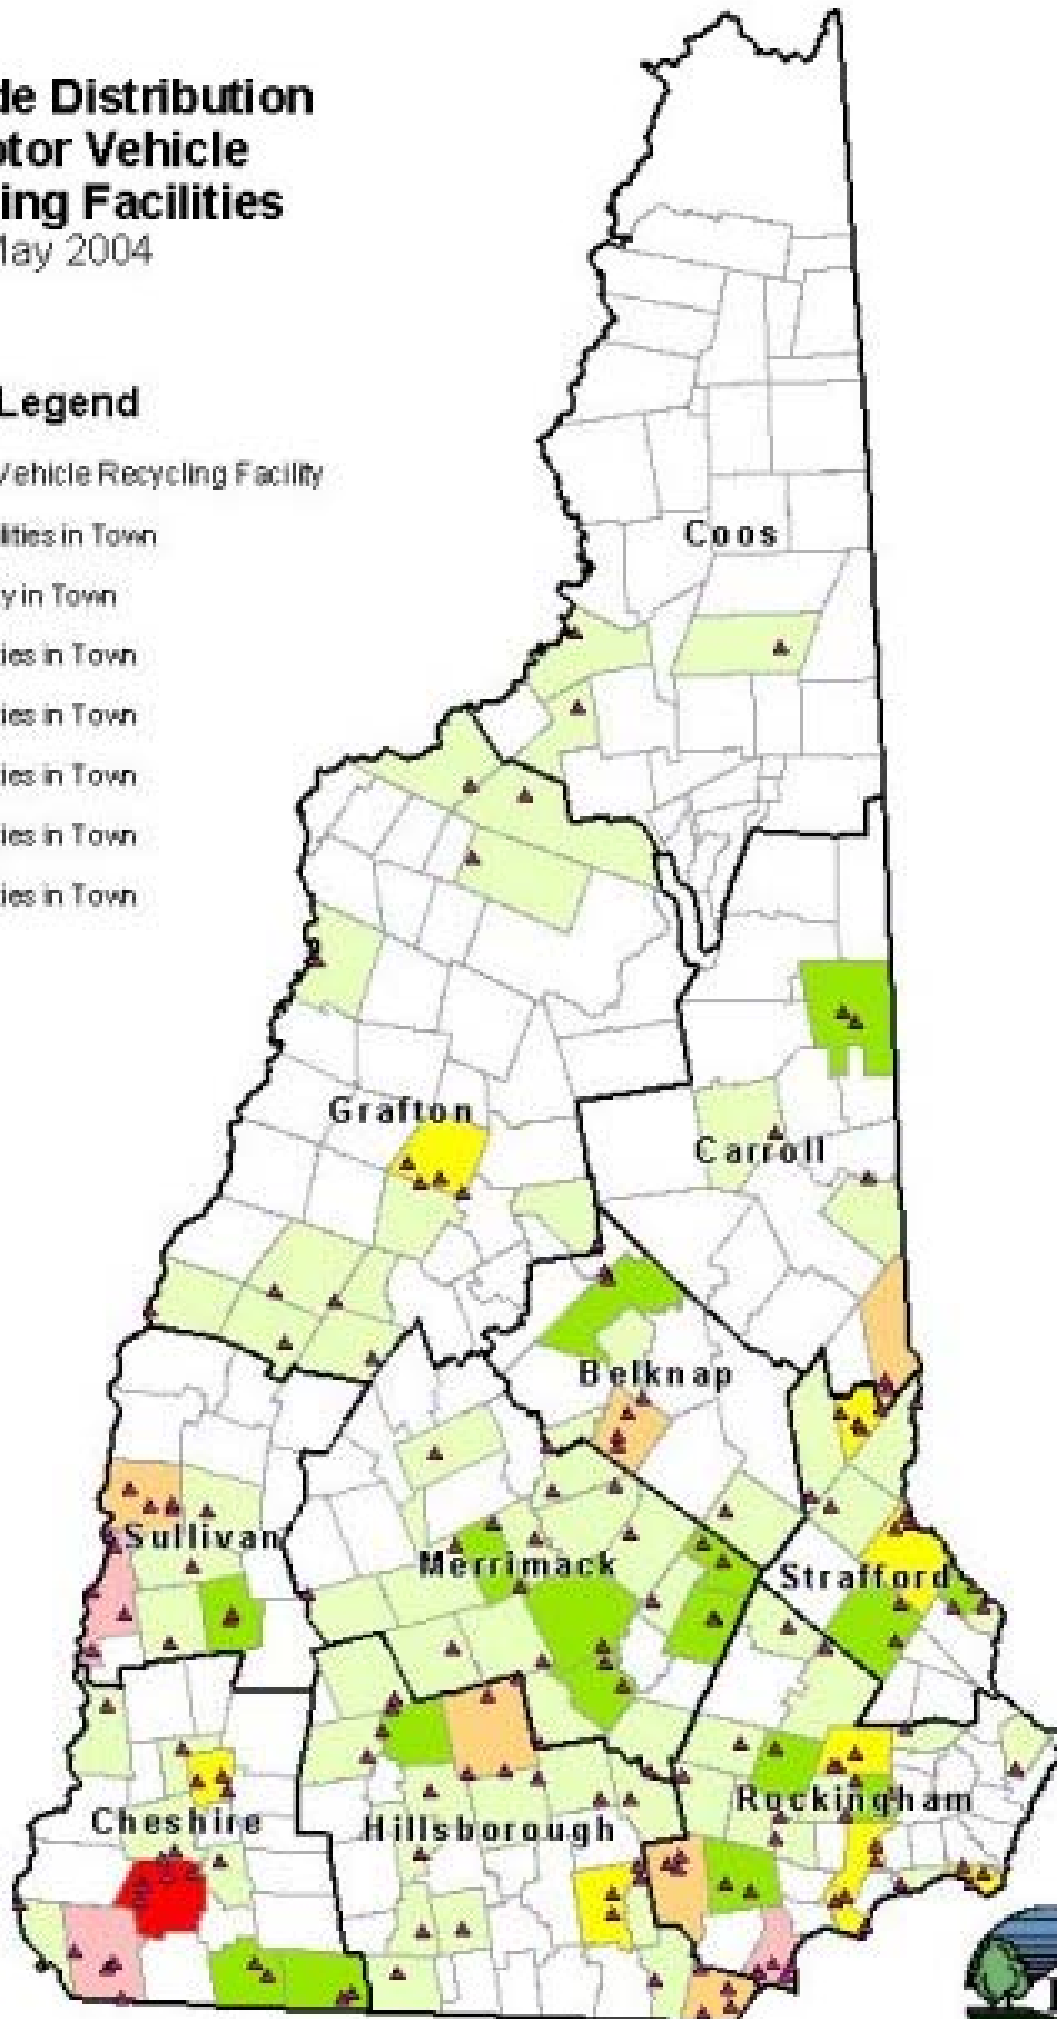 de Distribution
otor Vehicle
ing Facilities
May 2004
Legend
Vehicle Recycling Facility
ilities in Town
y in Town
ies in Town
ies in Town
ies in Town
ies in Town
ies in Town
Coos
Grafton
Carroll
Belknap
Sullivan
Merrimack
Strafford
Rockingham
Cheshire
Hillsborough